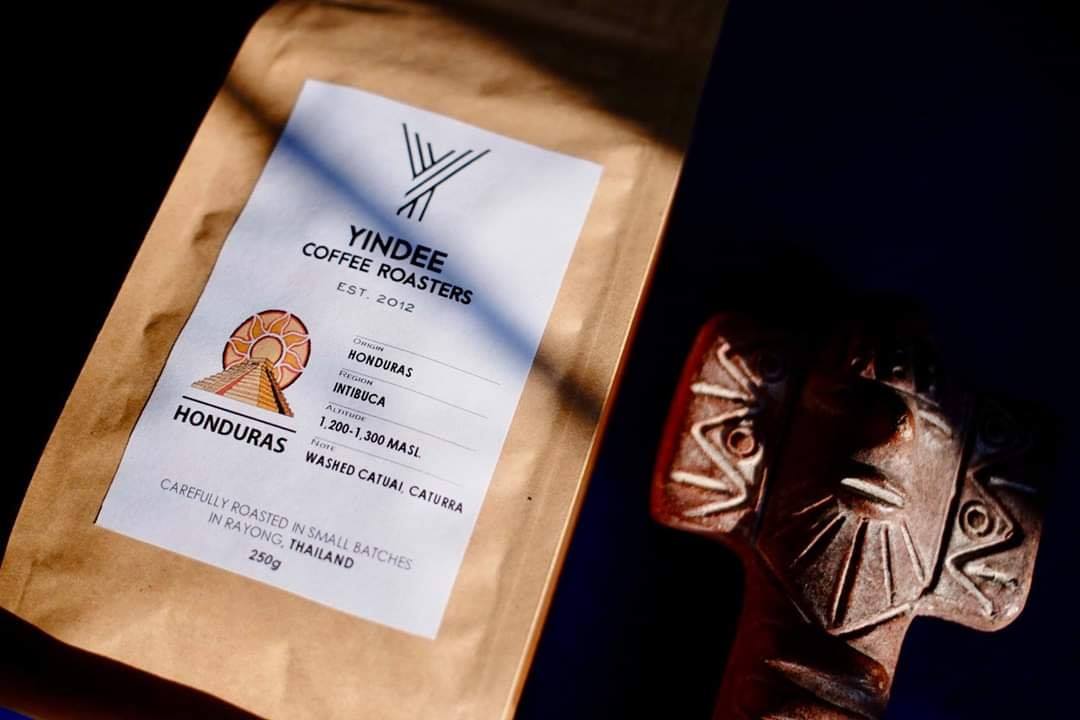 YINDEE
COFFEE ROASTERS
EST. 2012
HONDURAS
Origin
HONDURAS
Region
INTIBUCA
Altitude
1,200-1,300 MASL
Note
WASHED CATUAI, CATURRA
CAREFULLY ROASTED IN SMALL BATCHES
IN RAYONG, THAILAND
250g